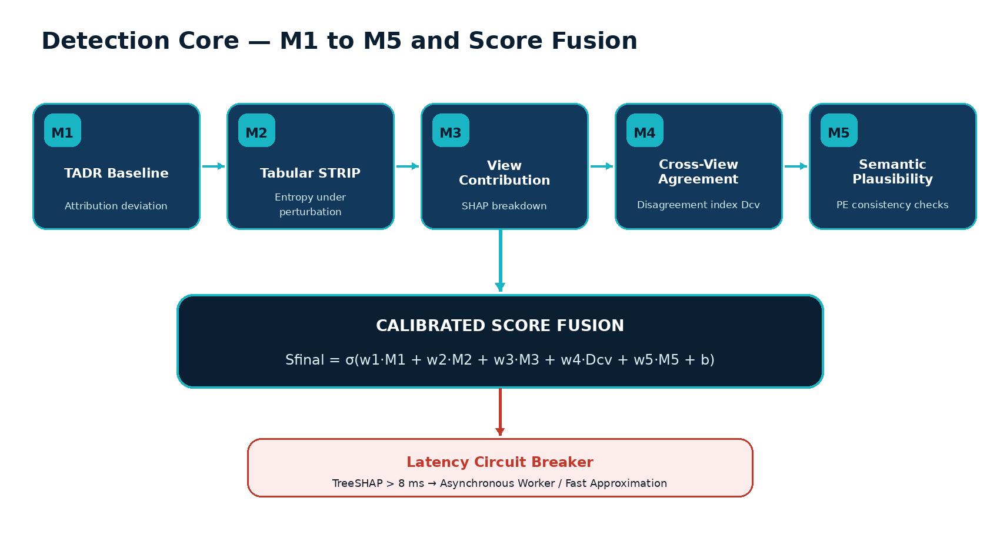 Detection Core — M1 to M5 and Score Fusion
M1
TADR Baseline
Attribution deviation
M2
Tabular STRIP
Entropy under
perturbation
M3
View
Contribution
SHAP breakdown
M4
Cross-View
Agreement
Disagreement index Dcv
M5
Semantic
Plausibility
PE consistency checks
CALIBRATED SCORE FUSION
Sfinal = σ(w1·M1 + w2·M2 + w3·M3 + w4·Dcv + w5·M5 + b)
Latency Circuit Breaker
TreeSHAP > 8 ms → Asynchronous Worker / Fast Approximation